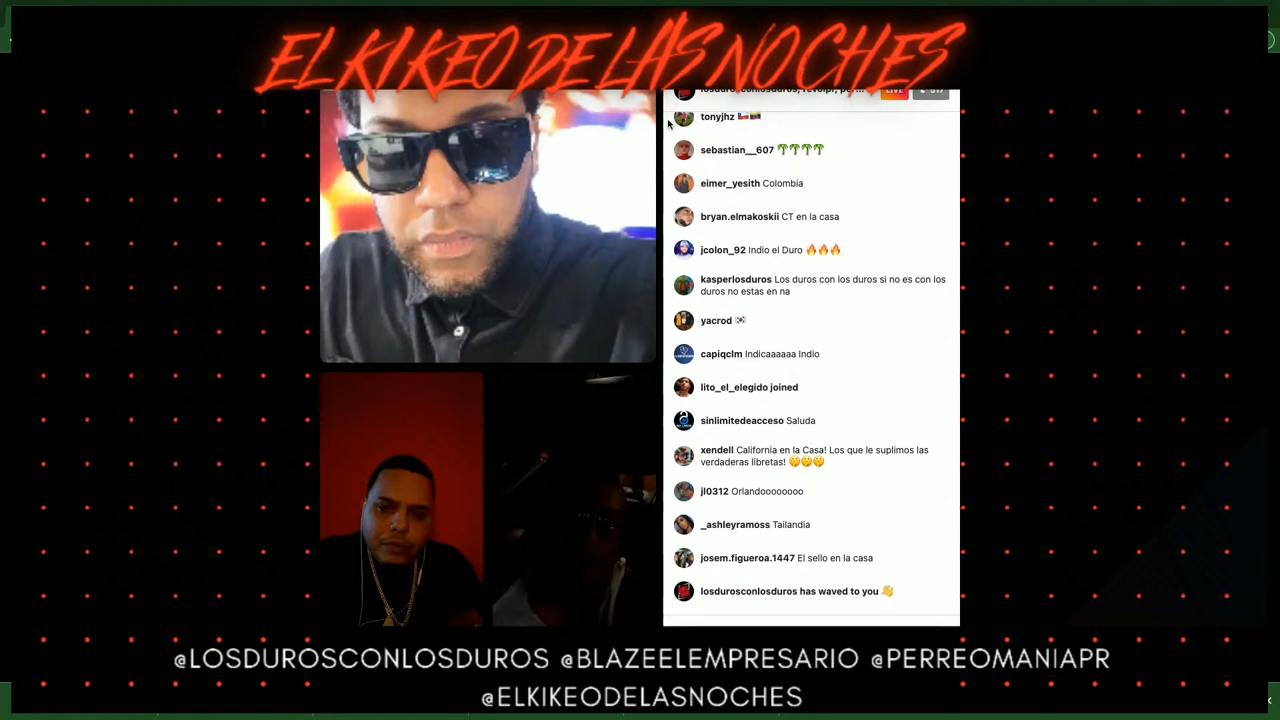 EL KIKEO DE LAS NOCHES
LIVE
tonyjhz 🇨🇱🇻🇪
sebastian__607 🌴🌴🌴🌴
eimer_yesith Colombia
bryan.elmakoskii CT en la casa
jcolon_92 Indio el Duro 🔥🔥🔥
kasperlosduros Los duros con los duros si no es con los
duros no estas en na
yacrod 🇰🇷
capiqclm Indicaaaaaa Indio
lito_el_elegido joined
sinlimitedeacceso Saluda
xendell California en la Casa! Los que le suplimos las
verdaderas libretas! 🤭🤭🤭
jl0312 Orlandoooooooo
_ashleyramoss Tailandia
josem.figueroa.1447 El sello en la casa
losdurosconlosduros has waved to you 👋
@LOSDUROSCONLOSDUROS @BLAZEELEMPRESARIO @PERREOMANIAPR
@ELKIKEODELASNOCHES